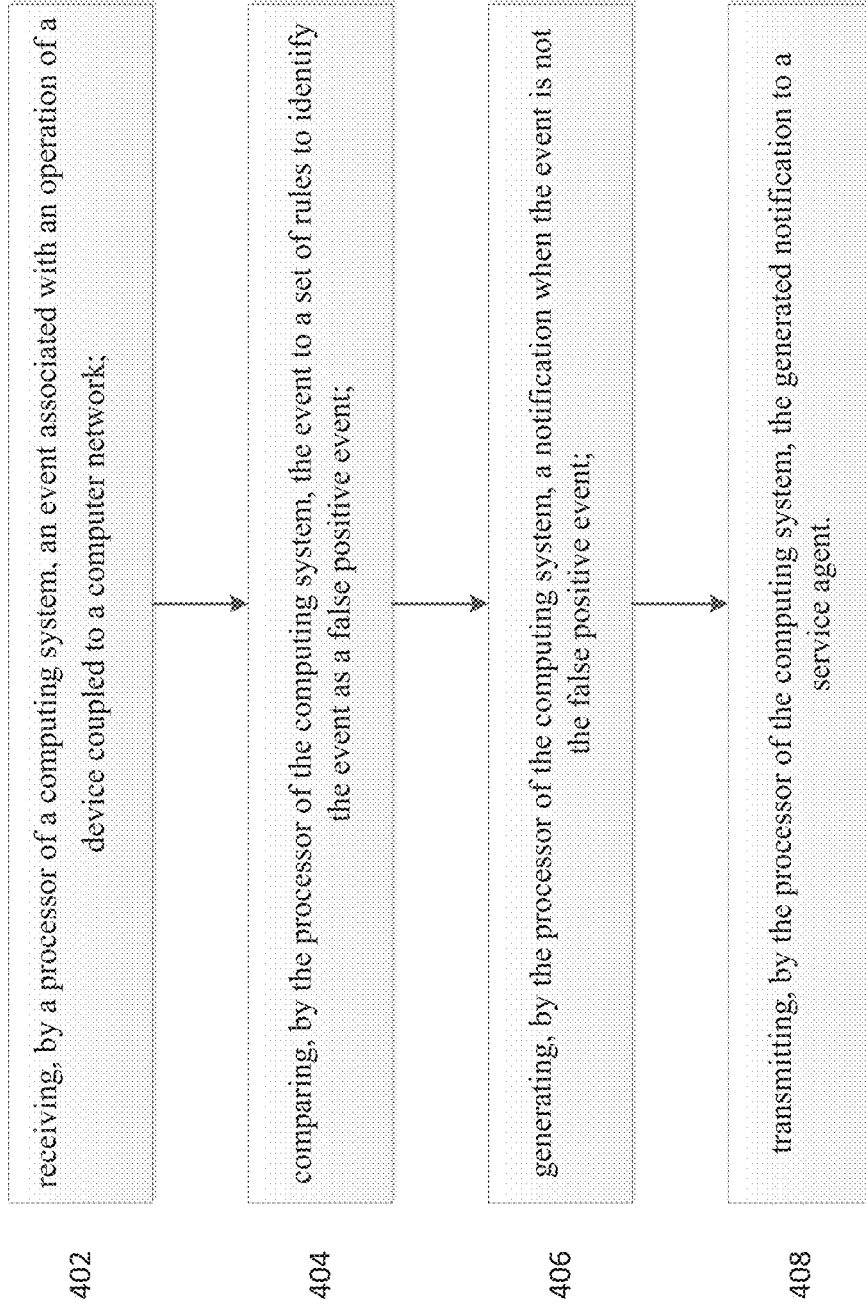 402
receiving, by a processor of a computing system, an event associated with an operation of a
device coupled to a computer network;
404
comparing, by the processor of the computing system, the event to a set of rules to identify
the event as a false positive event;
406
generating, by the processor of the computing system, a notification when the event is not
the false positive event;
408
transmitting, by the processor of the computing system, the generated notification to a
service agent.